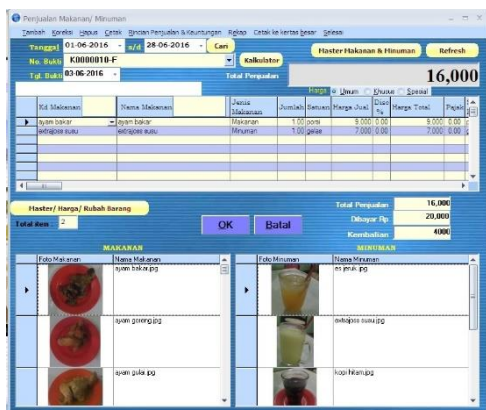 Penjualan Makanan/ Minuman
Tambah Koreksi Hapus Cetak Rincian Penjualan & Keuntungan Rekap Cetak ke kertas besar Selesai
Tanggal 01-06-2016 s/d 28-06-2016 Cari
Master Makanan & Minuman Refresh
No. Bukti K0000010-F Kalkulator
Tgl. Bukti 03-06-2016 Total Penjualan 16,000
Harga Umum Khusus Spesial
Kd Makanan Nama Makanan Jenis Makanan Jumlah Satuan Harga Jual Disc % Harga Total Pajak
ayam bakar ayam bakar Makanan 1.00 porsi 9,000 0.00 9,000 0.00
extrajoss susu extrajoss susu Minuman 1.00 gelas 7,000 0.00 7,000 0.00
Master/ Harga/ Rubah Barang
Total item : 2
OK Batal
Total Penjualan 16,000
Dibayar Rp 20,000
Kembalian 4000
MAKANAN
Foto Makanan Nama Makanan
ayam bakar.jpg
ayam goreng.jpg
ayam gulai.jpg
MINUMAN
Foto Minuman Nama Minuman
es jeruk.jpg
extrajoss susu.jpg
kopi hitam.jpg